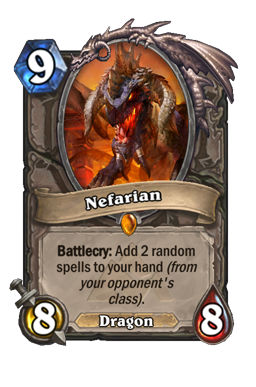 9
Nefarian
Battlecry: Add 2 random
spells to your hand (from
your opponent's
class).
8
Dragon
8